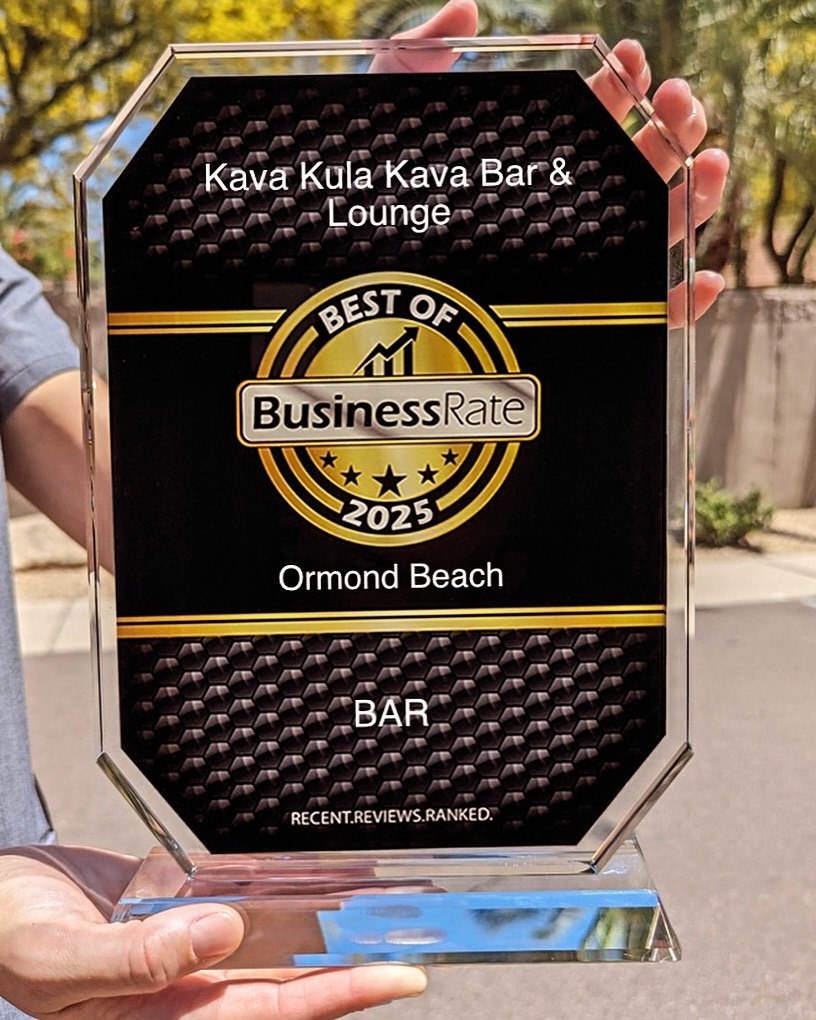 Kava Kula Kava Bar &
Lounge
BEST OF
BusinessRate
2025
Ormond Beach
BAR
RECENT.REVIEWS.RANKED.